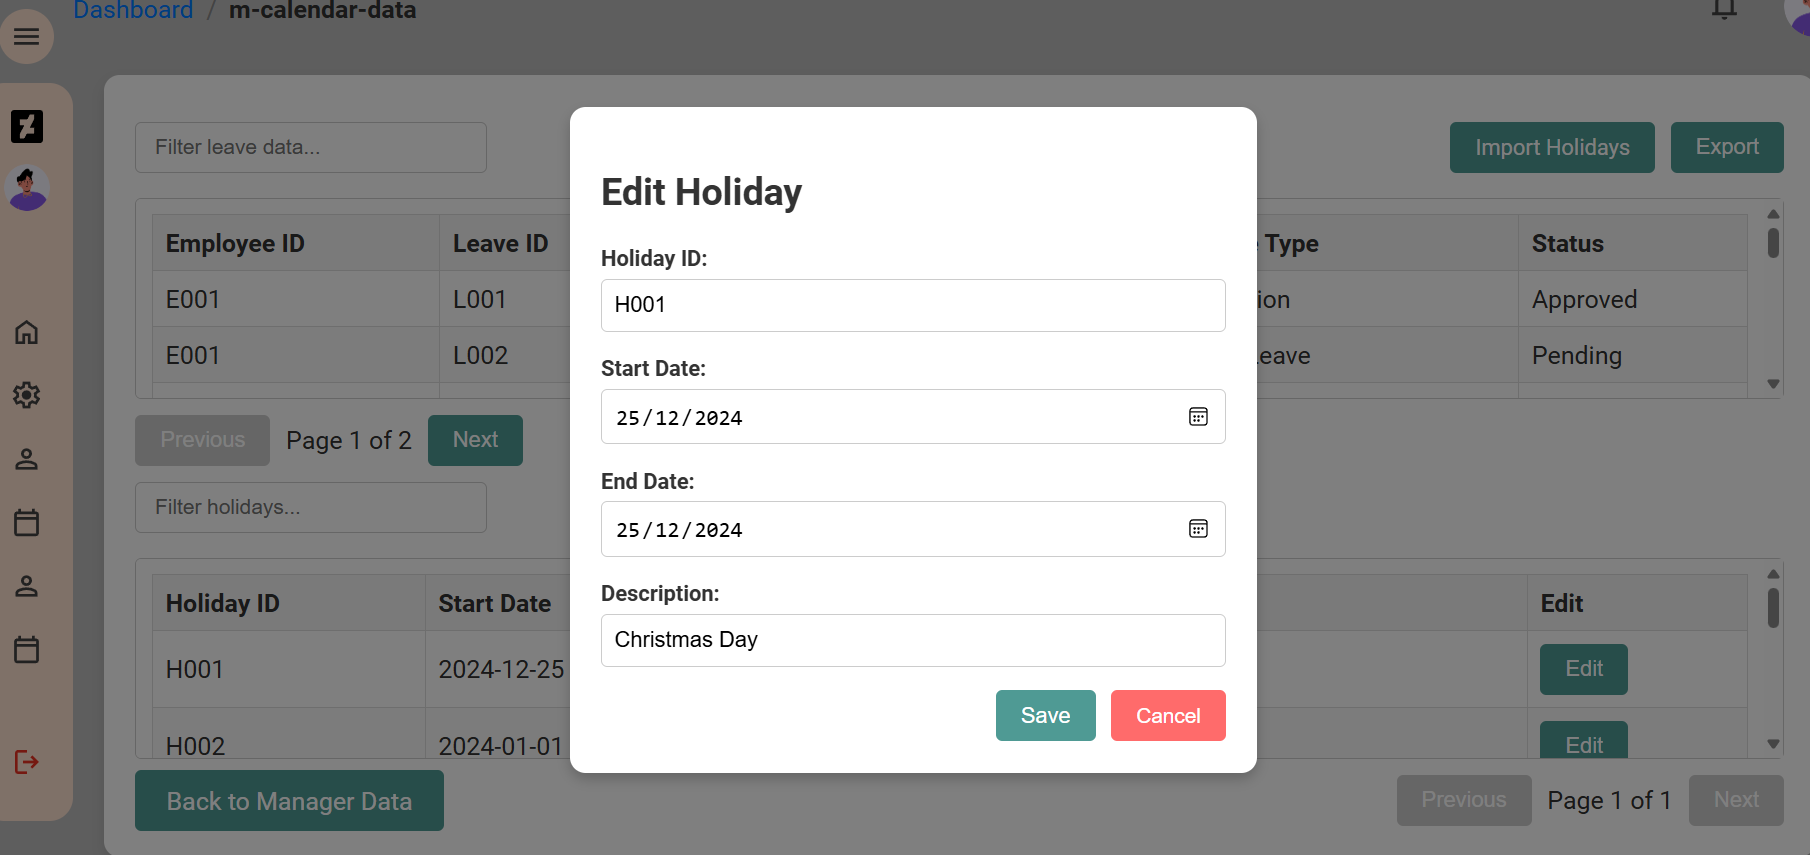 Dashboard / m-calendar-data
Filter leave data...
Import Holidays
Export
Employee ID
Leave ID
Type
Status
E001
L001
ion
Approved
E001
L002
eave
Pending
Previous
Page 1 of 2
Next
Filter holidays...
Holiday ID
Start Date
Edit
H001
2024-12-25
Edit
H002
2024-01-01
Edit
Back to Manager Data
Previous
Page 1 of 1
Next
Edit Holiday
Holiday ID:
H001
Start Date:
25/12/2024
End Date:
25/12/2024
Description:
Christmas Day
Save
Cancel